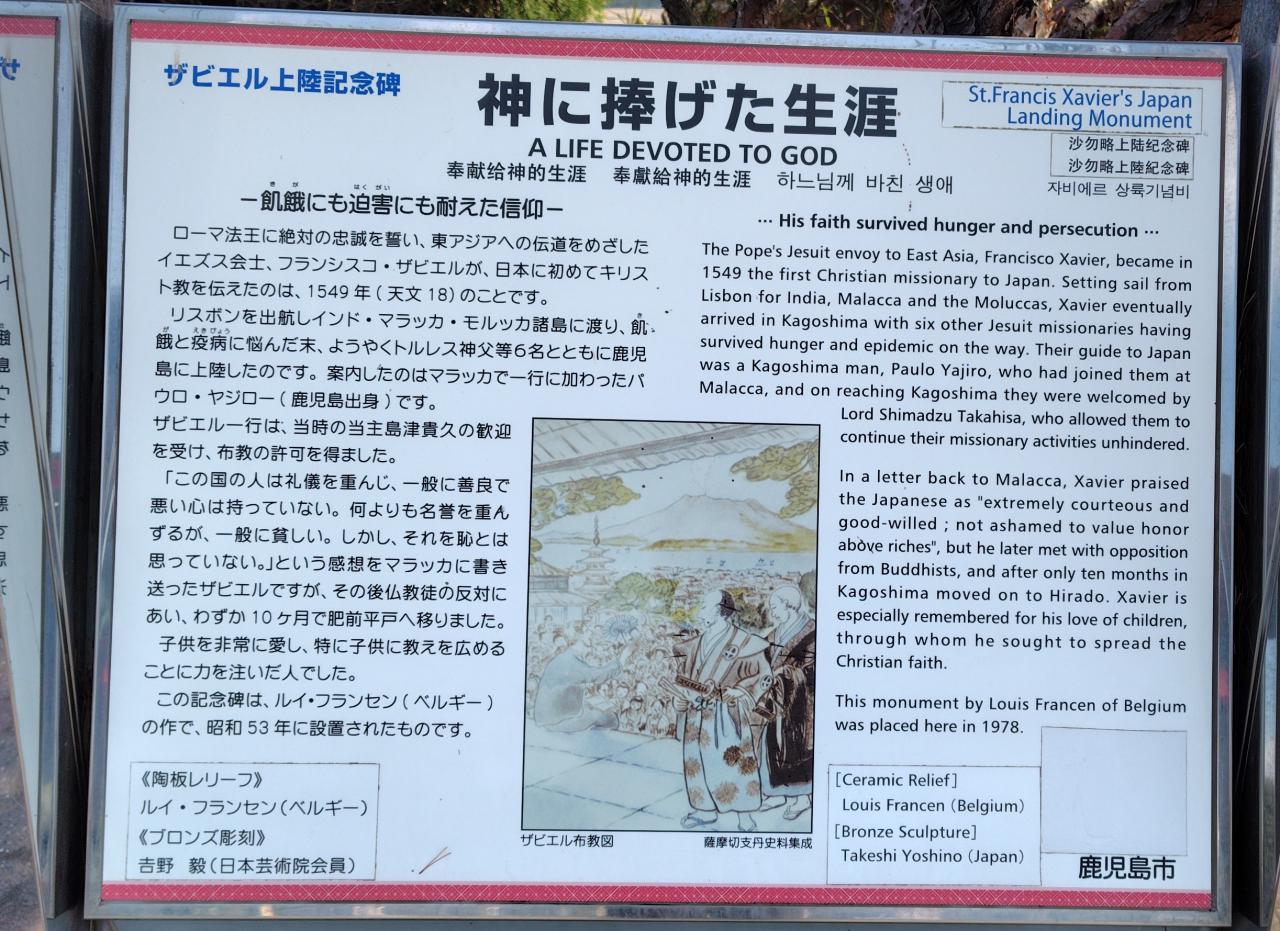 ザビエル上陸記念碑
神に捧げた生涯
A LIFE DEVOTED TO GOD
奉献给神的生涯 奉獻給神的生涯 하느님께 바친 생애
St.Francis Xavier's Japan
Landing Monument
沙勿略上陆纪念碑
沙勿略上陸紀念碑
자비에르 상륙기념비
－飢餓にも迫害にも耐えた信仰－
ローマ法王に絶対の忠誠を誓い、東アジアへの伝道をめざした
イエズス会士、フランシスコ・ザビエルが、日本に初めてキリス
ト教を伝えたのは、1549年(天文18)のことです。
リスボンを出航しインド・マラッカ・モルッカ諸島に渡り、飢
餓と疫病に悩んだ末、ようやくトルレス神父等6名とともに鹿児
島に上陸したのです。案内したのはマラッカで一行に加わったパ
ウロ・ヤジロー(鹿児島出身)です。
ザビエル一行は、当時の当主島津貴久の歓迎
を受け、布教の許可を得ました。
「この国の人は礼儀を重んじ、一般に善良で
悪い心は持っていない。何よりも名誉を重ん
ずるが、一般に貧しい。しかし、それを恥とは
思っていない。」という感想をマラッカに書き
送ったザビエルですが、その後仏教徒の反対に
あい、わずか10ヶ月で肥前平戸へ移りました。
子供を非常に愛し、特に子供に教えを広める
ことに力を注いだ人でした。
この記念碑は、ルイ・フランセン(ベルギー)
の作で、昭和53年に設置されたものです。
《陶板レリーフ》
ルイ・フランセン(ベルギー)
《ブロンズ彫刻》
吉野 毅(日本芸術院会員)
… His faith survived hunger and persecution …
The Pope's Jesuit envoy to East Asia, Francisco Xavier, became in
1549 the first Christian missionary to Japan. Setting sail from
Lisbon for India, Malacca and the Moluccas, Xavier eventually
arrived in Kagoshima with six other Jesuit missionaries having
survived hunger and epidemic on the way. Their guide to Japan
was a Kagoshima man, Paulo Yajiro, who had joined them at
Malacca, and on reaching Kagoshima they were welcomed by
Lord Shimadzu Takahisa, who allowed them to
continue their missionary activities unhindered.
In a letter back to Malacca, Xavier praised
the Japanese as "extremely courteous and
good-willed ; not ashamed to value honor
above riches", but he later met with opposition
from Buddhists, and after only ten months in
Kagoshima moved on to Hirado. Xavier is
especially remembered for his love of children,
through whom he sought to spread the
Christian faith.
This monument by Louis Francen of Belgium
was placed here in 1978.
ザビエル布教図 薩摩切支丹史料集成
[Ceramic Relief]
Louis Francen (Belgium)
[Bronze Sculpture]
Takeshi Yoshino (Japan)
鹿児島市